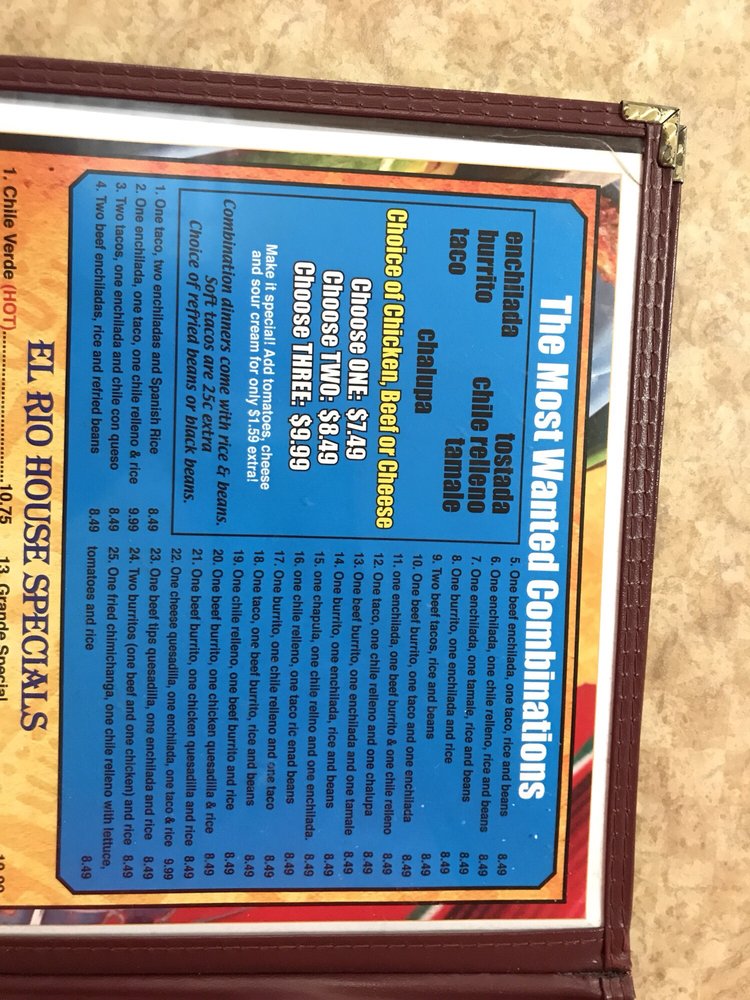 The Most Wanted Combinations
enchilada
burrito
taco
tostada
chile relleno
tamale
chalupa
Choice of Chicken, Beef or Cheese
Choose ONE: $7.49
Choose TWO: $8.49
Choose THREE: $9.99
Make it special! Add tomatoes, cheese
and sour cream for only $1.59 extra!
Combination dinners come with rice & beans.
Soft tacos are 25¢ extra
Choice of refried beans or black beans.
1. One taco, two enchiladas and Spanish Rice 8.49
2. One enchilada, one taco, one chile relleno & rice 9.99
3. Two tacos, one enchilada and chile con queso 8.49
4. Two beef enchiladas, rice and refried beans 8.49
5. One beef enchilada, one taco, rice and beans 8.49
6. One enchilada, one chile relleno, rice and beans 8.49
7. One enchilada, one tamale, rice and beans 8.49
8. One burrito, one enchilada and rice 8.49
9. Two beef tacos, rice and beans 8.49
10. One beef burrito, one taco and one enchilada 8.49
11. one enchilada, one beef burrito & one chile relleno 8.49
12. One taco, one chile relleno and one chalupa 8.49
13. One beef burrito, one enchilada and one tamale 8.49
14. One burrito, one enchilada, rice and beans 8.49
15. one chapula, one chile rellno and one enchilada. 8.49
16. one chile relleno, one taco ric enad beans 8.49
17. One burrito, one chile relleno and one taco 8.49
18. One taco, one beef burrito, rice and beans 8.49
19. One chile relleno, one beef burrito and rice 8.49
20. One beef burrito, one chicken quesadilla & rice 8.49
21. One beef burrito, one chicken quesadilla and rice 8.49
22. One cheese quesadilla, one enchilada, one taco & rice 9.99
23. One beef tips quesadilla, one enchilada and rice 8.49
24. Two burritos (one beef and one chicken) and rice 8.49
25. One fried chimichanga, one chile relleno with lettuce,
tomatoes and rice 8.49
EL RIO HOUSE SPECIALS
1. Chile Verde (HOT) 10.75
13. Grande Special